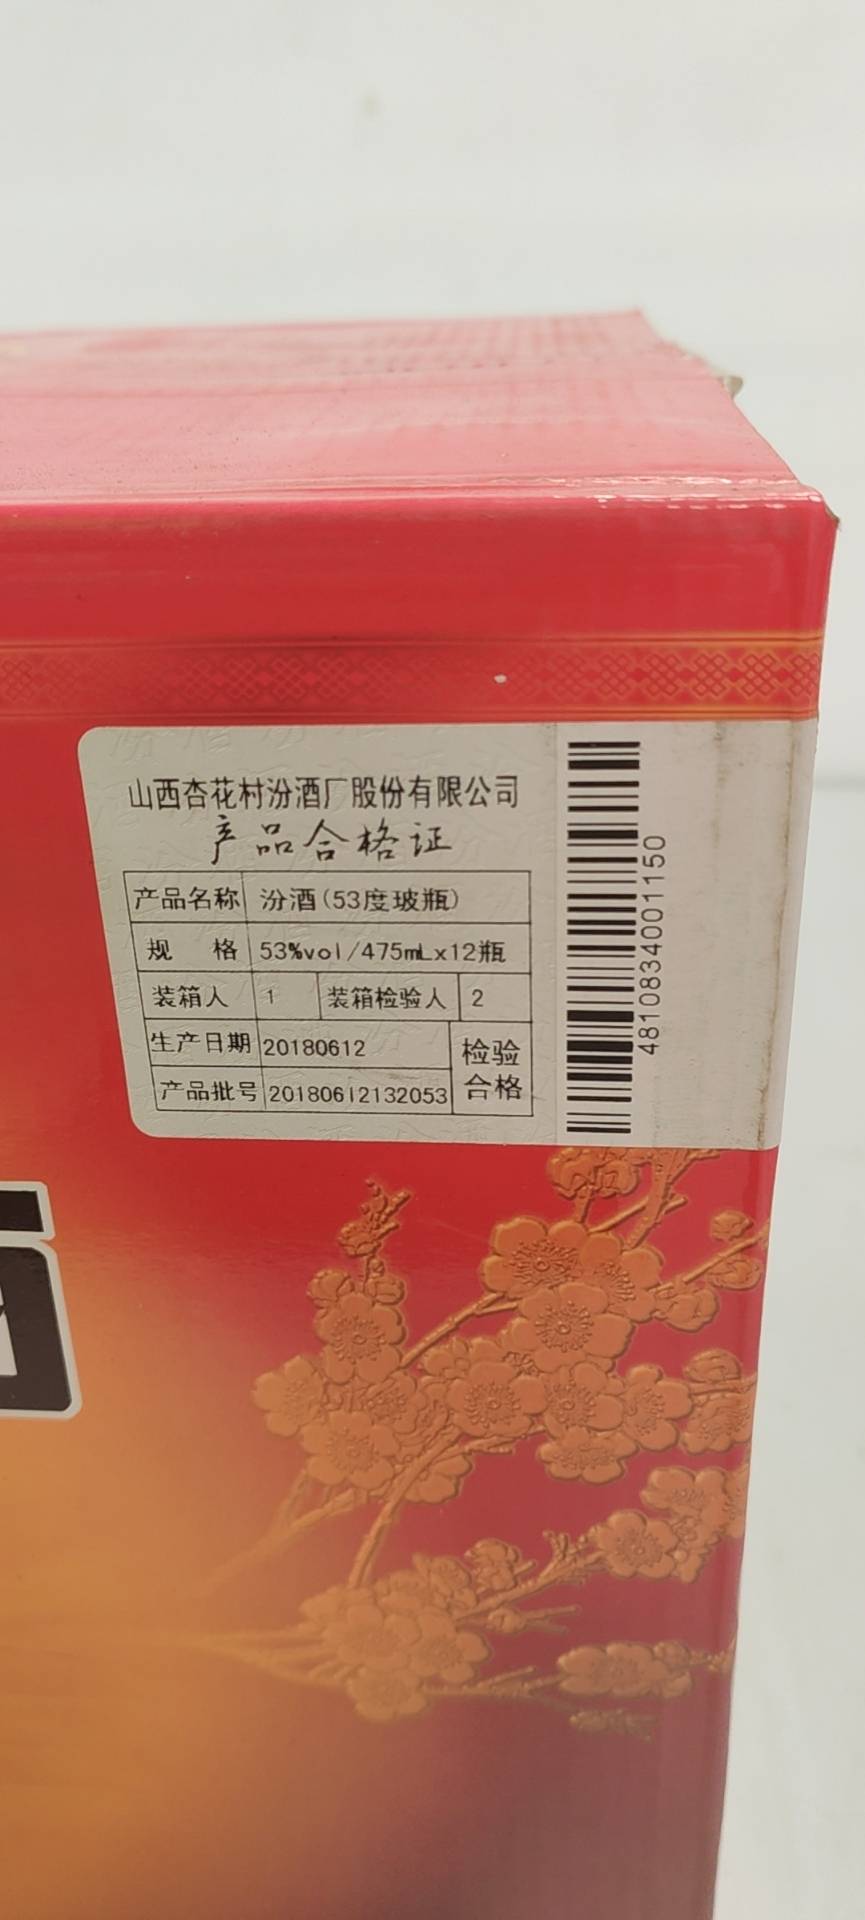 山西杏花村汾酒厂股份有限公司
产品合格证
产品名称 汾酒(53度玻瓶)
规 格 53%vol/475mLx12瓶
装箱人 1 装箱检验人 2
生产日期 20180612
检验合格
产品批号 20180612132053
4810834001150